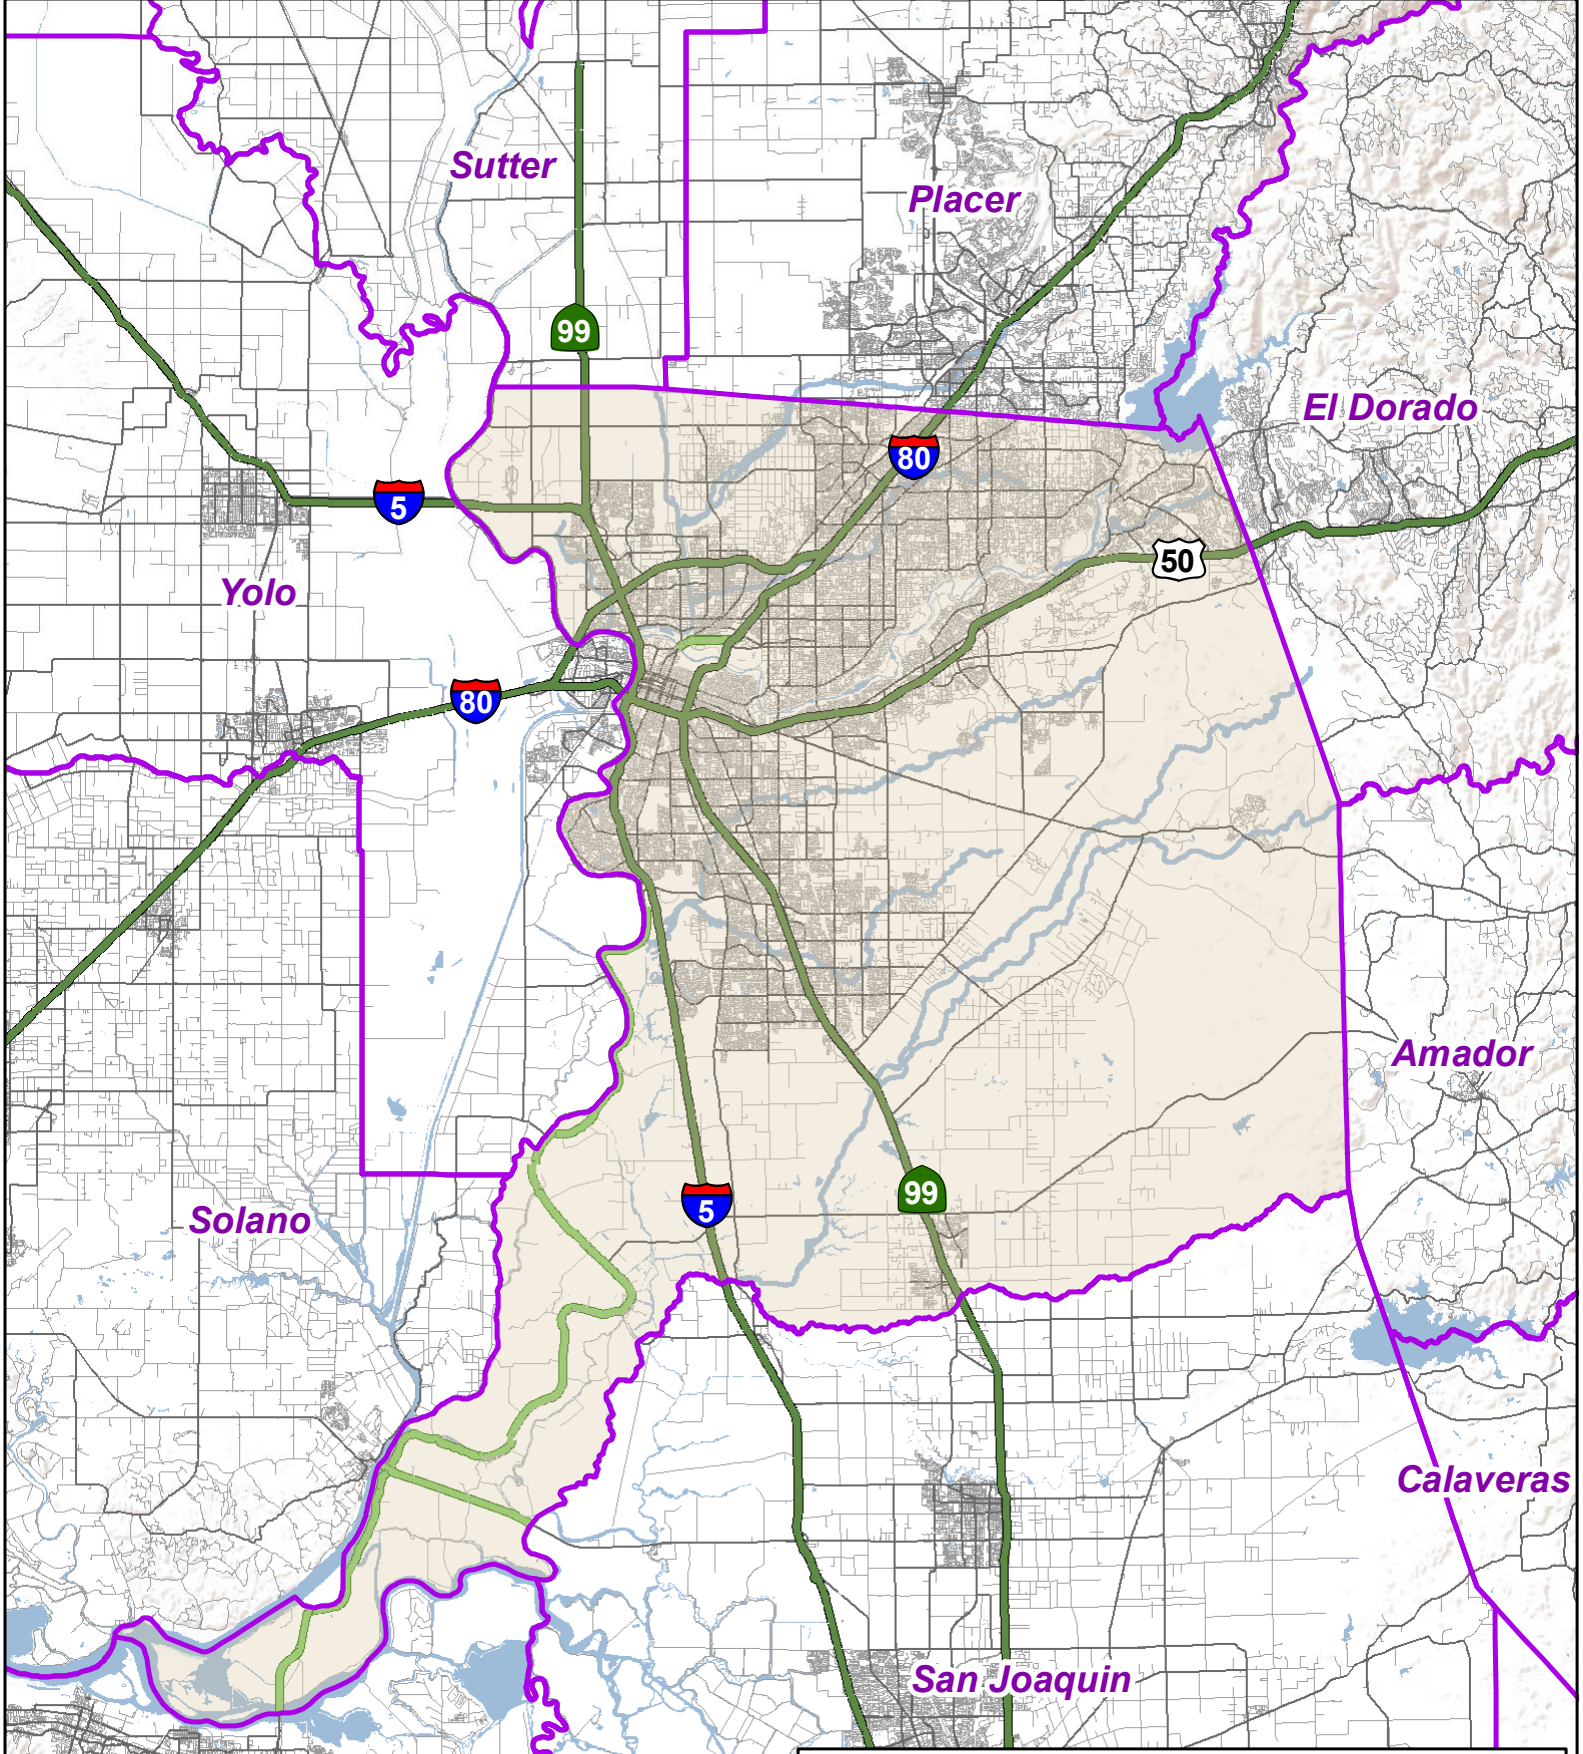 Sutter
Placer
99
El Dorado
80
5
50
Yolo
80
Amador
99
5
Solano
Calaveras
San Joaquin